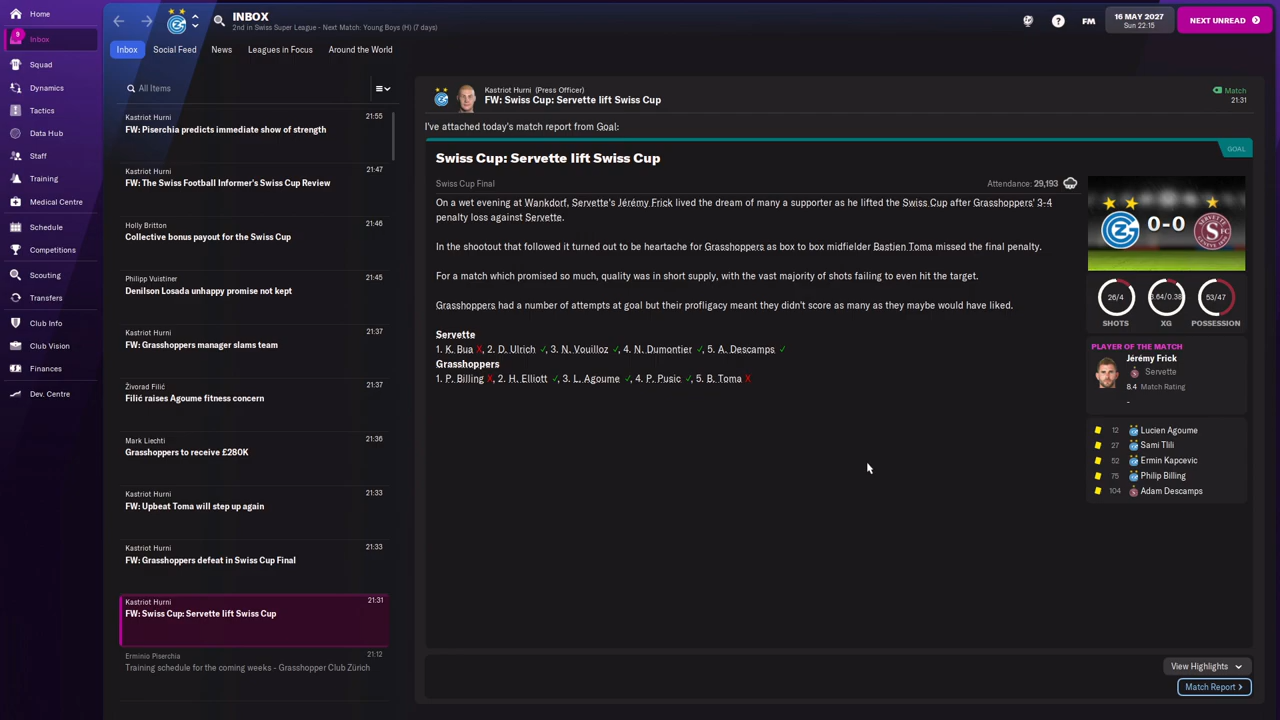 Home
9
Inbox
Squad
Dynamics
Tactics
Data Hub
Staff
Training
Medical Centre
Schedule
Competitions
Scouting
Transfers
Club Info
Club Vision
Finances
Dev. Centre
INBOX
2nd in Swiss Super League - Next Match: Young Boys (H) (7 days)
?
FM
16 MAY 2027
Sun 22:15
NEXT UNREAD
Inbox
Social Feed
News
Leagues in Focus
Around the World
All Items
Kastriot Hurni 21:55
FW: Piserchia predicts immediate show of strength
Kastriot Hurni 21:47
FW: The Swiss Football Informer's Swiss Cup Review
Holly Britton 21:46
Collective bonus payout for the Swiss Cup
Philipp Vuistiner 21:45
Denilson Losada unhappy promise not kept
Kastriot Hurni 21:37
FW: Grasshoppers manager slams team
Živorad Filić 21:37
Filić raises Agoume fitness concern
Mark Liechti 21:36
Grasshoppers to receive £280K
Kastriot Hurni 21:33
FW: Upbeat Toma will step up again
Kastriot Hurni 21:33
FW: Grasshoppers defeat in Swiss Cup Final
Kastriot Hurni 21:31
FW: Swiss Cup: Servette lift Swiss Cup
Erminio Piserchia 21:12
Training schedule for the coming weeks - Grasshopper Club Zürich
Kastriot Hurni (Press Officer)
FW: Swiss Cup: Servette lift Swiss Cup
Match
21:31
I've attached today's match report from Goal:
GOAL
Swiss Cup: Servette lift Swiss Cup
Swiss Cup Final
Attendance: 29,193
On a wet evening at Wankdorf, Servette's Jérémy Frick lived the dream of many a supporter as he lifted the Swiss Cup after Grasshoppers' 3-4
penalty loss against Servette.
In the shootout that followed it turned out to be heartache for Grasshoppers as box to box midfielder Bastien Toma missed the final penalty.
For a match which promised so much, quality was in short supply, with the vast majority of shots failing to even hit the target.
Grasshoppers had a number of attempts at goal but their profligacy meant they didn't score as many as they maybe would have liked.
Servette
1. K. Bua X, 2. D. Ulrich ✓, 3. N. Vouilloz ✓, 4. N. Dumontier ✓, 5. A. Descamps ✓
Grasshoppers
1. P. Billing X, 2. H. Elliott ✓, 3. L. Agoume ✓, 4. P. Pusic ✓, 5. B. Toma X
0-0
26/4
3.64/0.38
53/47
SHOTS
XG
POSSESSION
PLAYER OF THE MATCH
Jérémy Frick
Servette
8.4 Match Rating
-
12 Lucien Agoume
27 Sami Tlili
52 Ermin Kapcevic
75 Philip Billing
104 Adam Descamps
View Highlights
Match Report